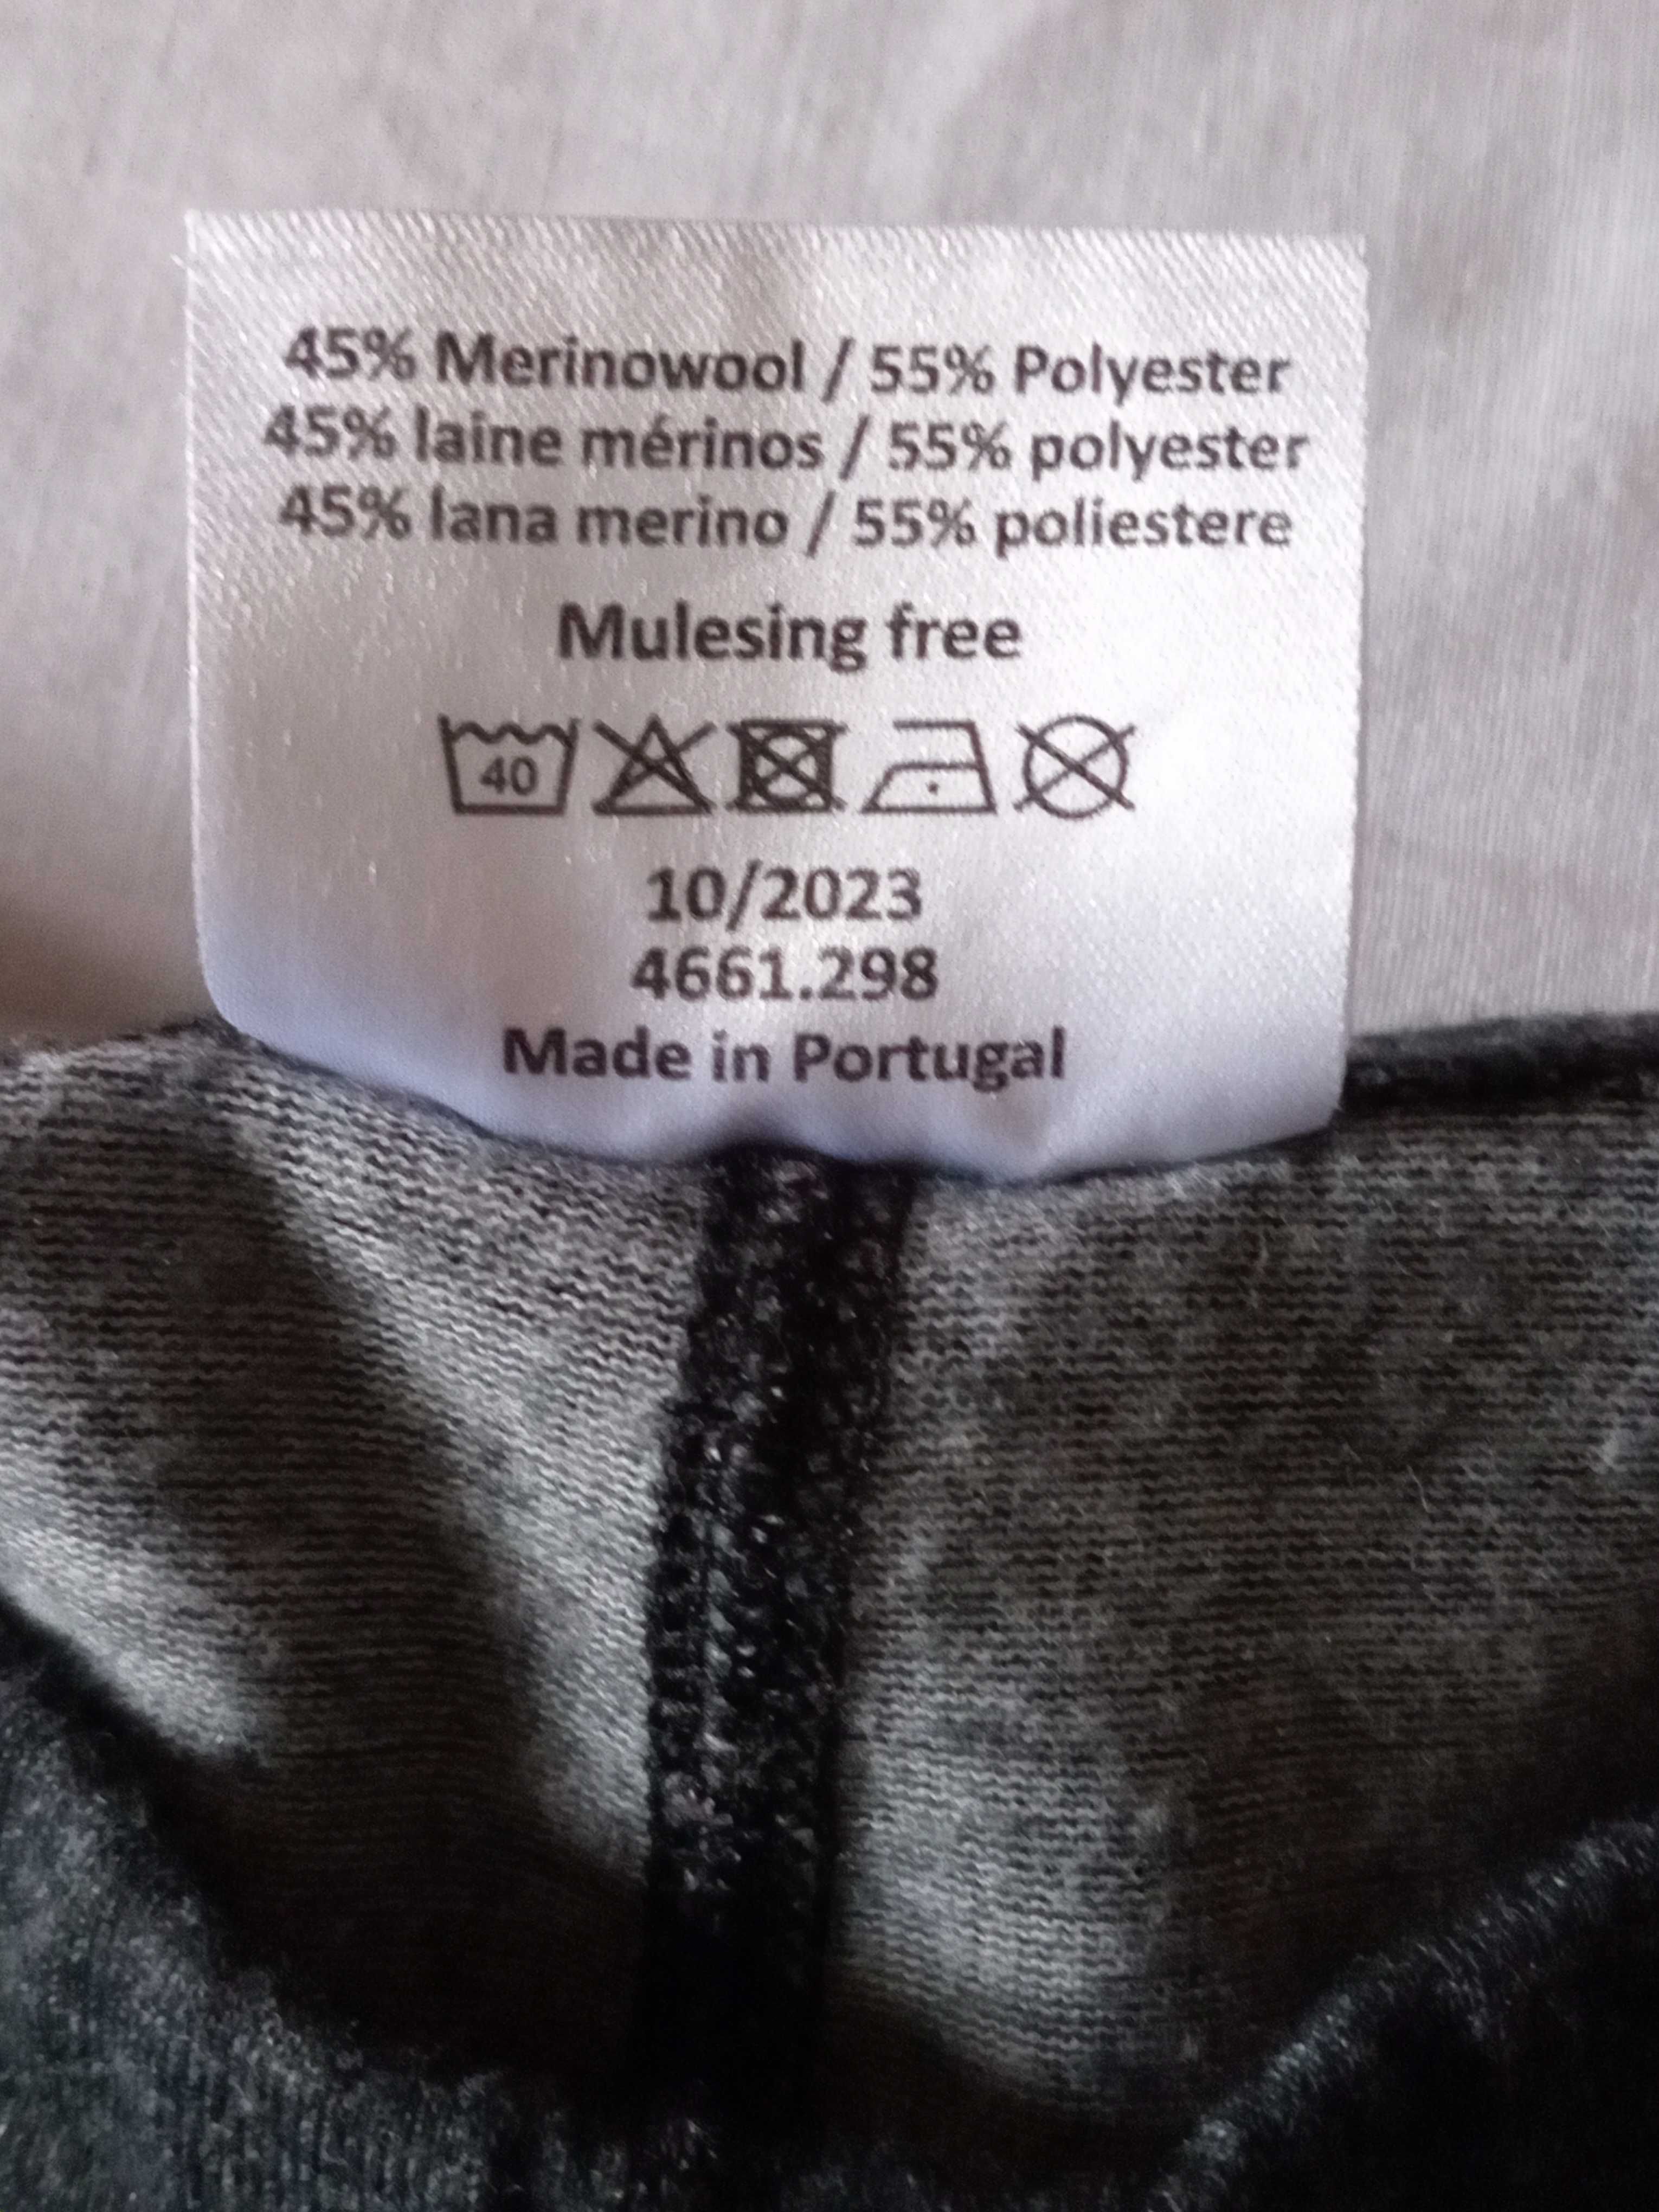 45% Merinowool / 55% Polyester
45% laine mérinos / 55% polyester
45% lana merino / 55% poliestere
Mulesing free
40
10/2023
4661.298
Made in Portugal